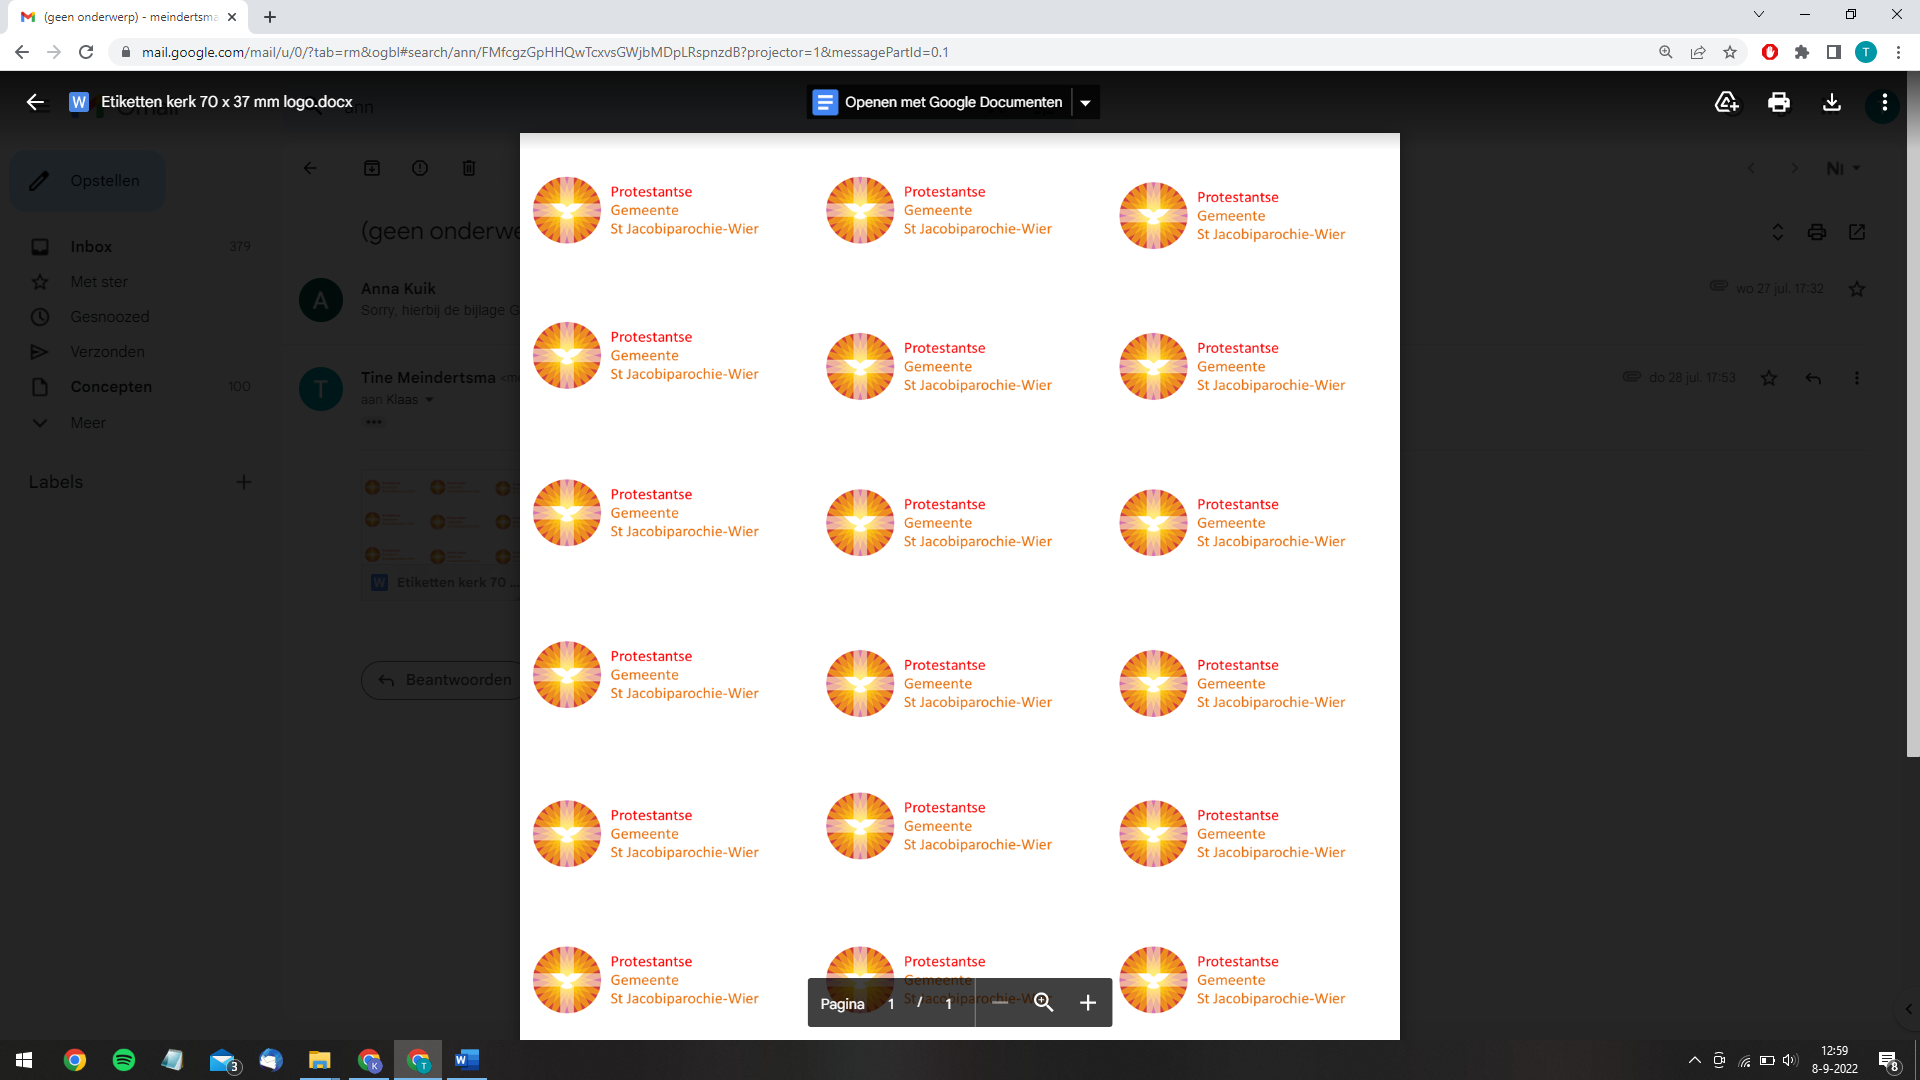 (geen onderwerp) - meindertsma
mail.google.com/mail/u/0/?tab=rm&ogbl#search/ann/FMfcgzGpHHQwTcxvsGWjbMDpLRspnzdB?projector=1&messagePartId=0.1
T
W Etiketten kerk 70 x 37 mm logo.docx
Openen met Google Documenten
Opstellen
(geen onderwe
Inbox 379
Met ster
Gesnoozed
Verzonden
Concepten 100
Meer
Labels
A Anna Kuik wo 27 jul. 17:32
Sorry, hierbij de bijlage G
T Tine Meindertsma do 28 jul. 17:53
aan Klaas
W Etiketten kerk 70 ...
Beantwoorden
Protestantse
Gemeente
St Jacobiparochie-Wier
Protestantse
Gemeente
St Jacobiparochie-Wier
Protestantse
Gemeente
St Jacobiparochie-Wier
Protestantse
Gemeente
St Jacobiparochie-Wier
Protestantse
Gemeente
St Jacobiparochie-Wier
Protestantse
Gemeente
St Jacobiparochie-Wier
Protestantse
Gemeente
St Jacobiparochie-Wier
Protestantse
Gemeente
St Jacobiparochie-Wier
Protestantse
Gemeente
St Jacobiparochie-Wier
Protestantse
Gemeente
St Jacobiparochie-Wier
Protestantse
Gemeente
St Jacobiparochie-Wier
Protestantse
Gemeente
St Jacobiparochie-Wier
Protestantse
Gemeente
St Jacobiparochie-Wier
Protestantse
Gemeente
St Jacobiparochie-Wier
Protestantse
Gemeente
St Jacobiparochie-Wier
Protestantse
Gemeente
St Jacobiparochie-Wier
Protestantse
Gemeente
St Jacobiparochie-W
Protestantse
Gemeente
St Jacobiparochie-Wier
Pagina 1 / 1
3
K
T
W
12:59
8-9-2022
8